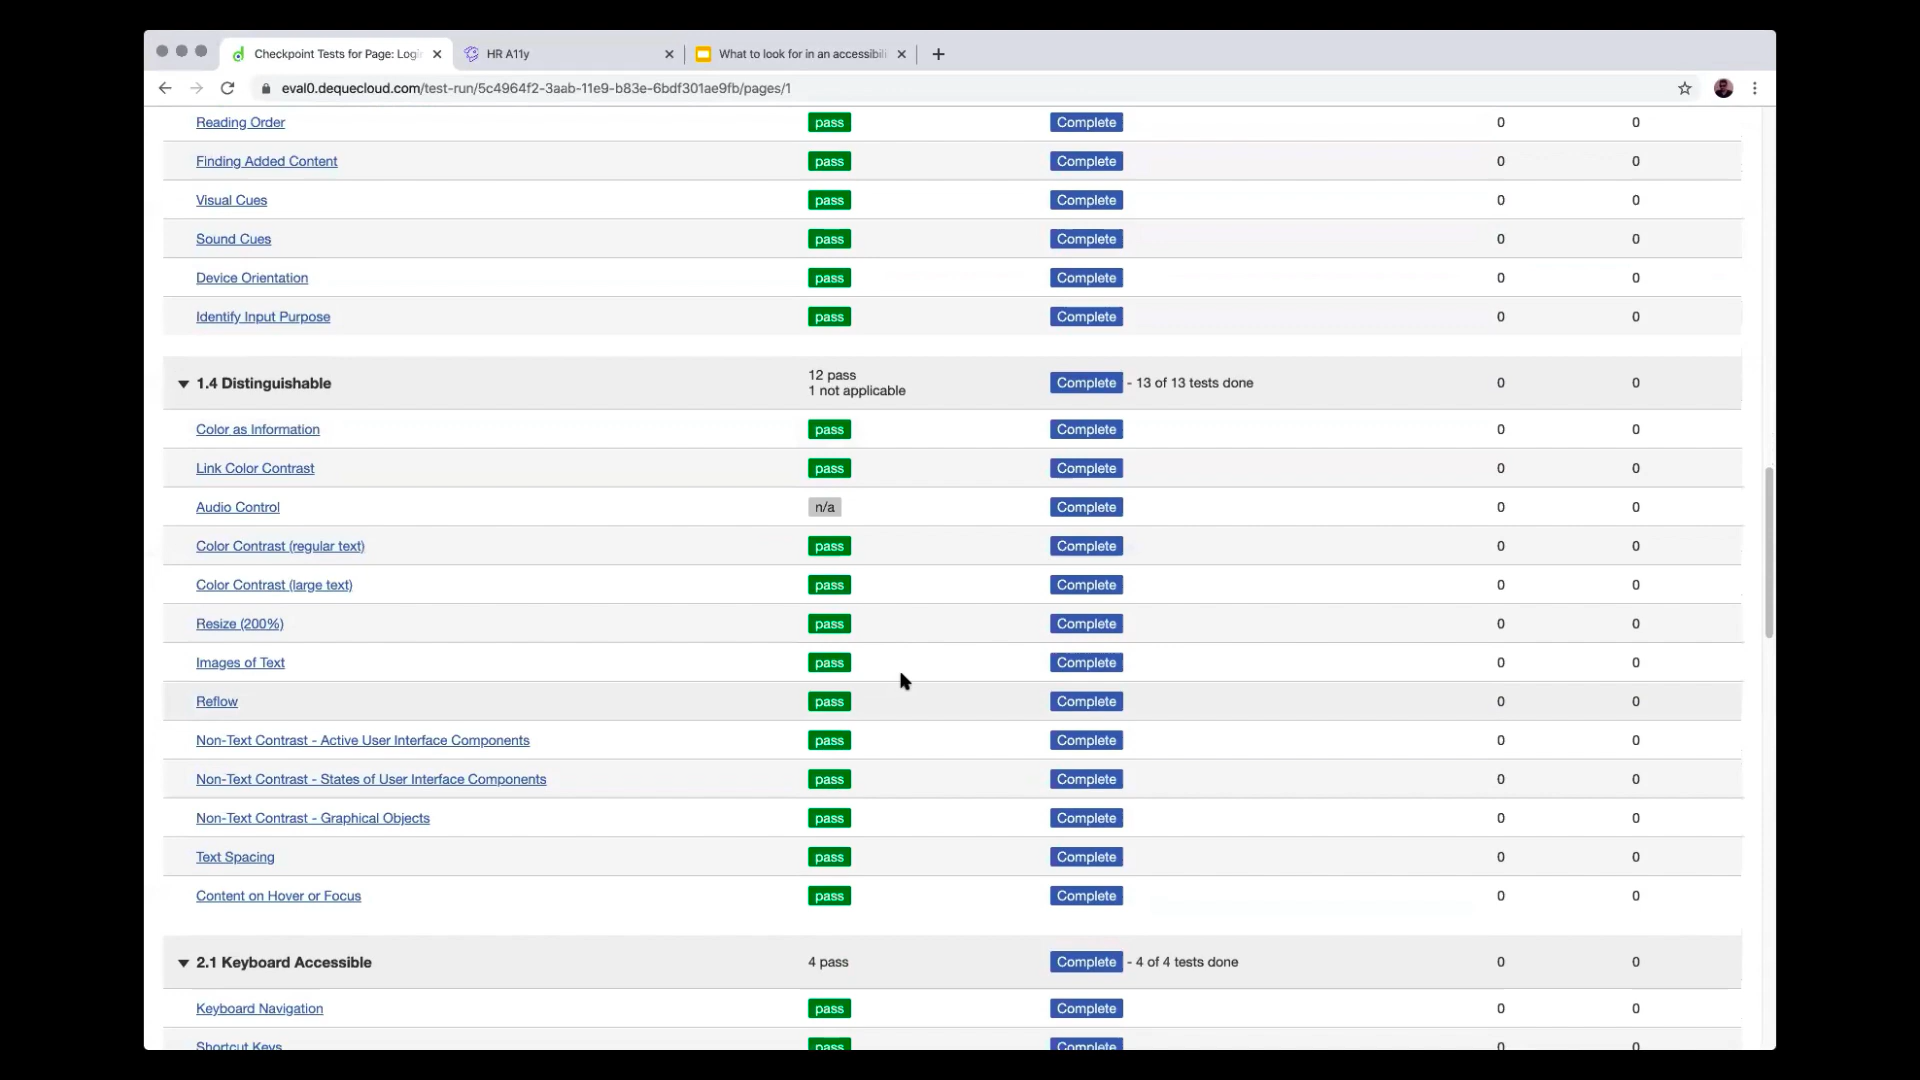 Checkpoint Tests for Page: Logi
HR A11y
What to look for in an accessibili
eval0.dequecloud.com/test-run/5c4964f2-3aab-11e9-b83e-6bdf301ae9fb/pages/1
Reading Order pass Complete 0 0
Finding Added Content pass Complete 0 0
Visual Cues pass Complete 0 0
Sound Cues pass Complete 0 0
Device Orientation pass Complete 0 0
Identify Input Purpose pass Complete 0 0
1.4 Distinguishable 12 pass 1 not applicable Complete - 13 of 13 tests done 0 0
Color as Information pass Complete 0 0
Link Color Contrast pass Complete 0 0
Audio Control n/a Complete 0 0
Color Contrast (regular text) pass Complete 0 0
Color Contrast (large text) pass Complete 0 0
Resize (200%) pass Complete 0 0
Images of Text pass Complete 0 0
Reflow pass Complete 0 0
Non-Text Contrast - Active User Interface Components pass Complete 0 0
Non-Text Contrast - States of User Interface Components pass Complete 0 0
Non-Text Contrast - Graphical Objects pass Complete 0 0
Text Spacing pass Complete 0 0
Content on Hover or Focus pass Complete 0 0
2.1 Keyboard Accessible 4 pass Complete - 4 of 4 tests done 0 0
Keyboard Navigation pass Complete 0 0
Shortcut Keys pass Complete 0 0